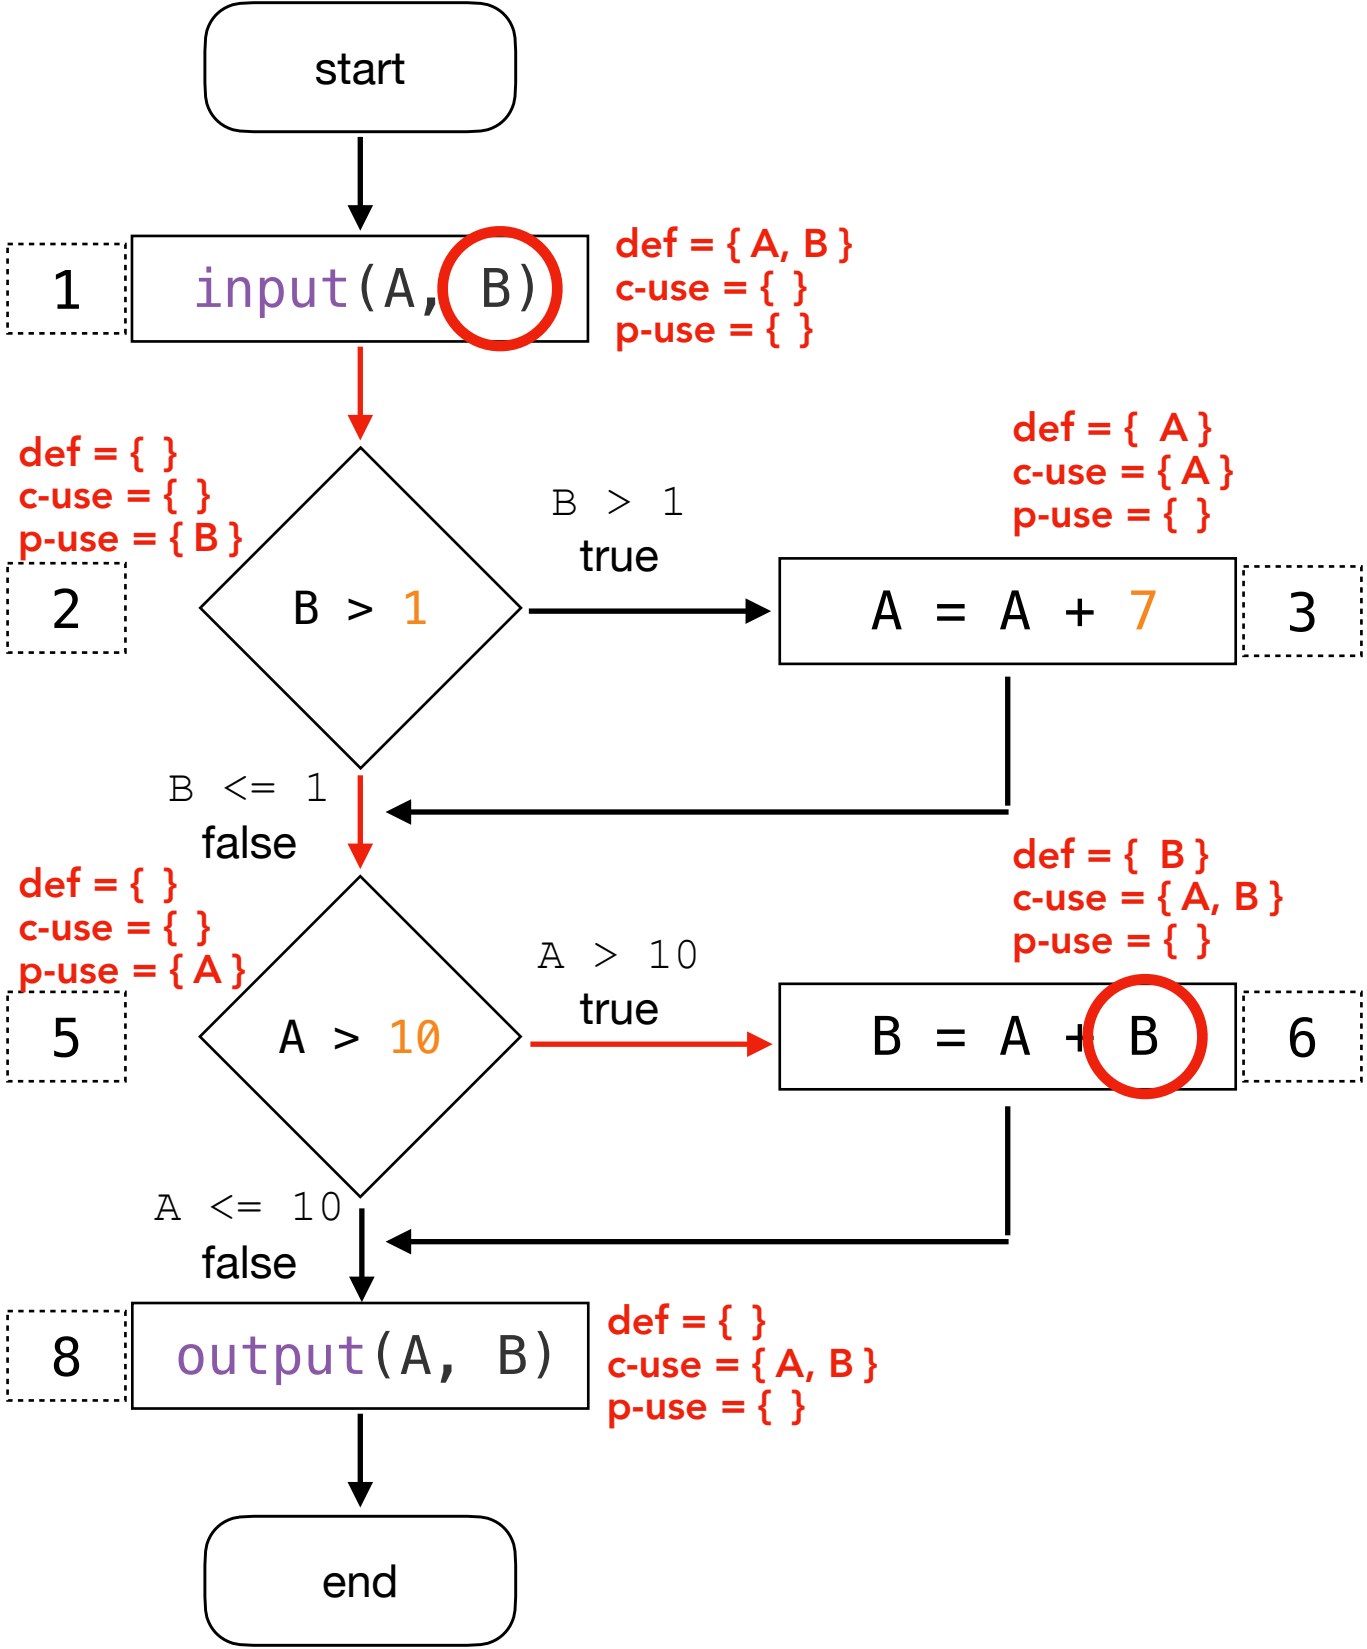 start
1
input(A, B)
def = { A, B }
c-use = { }
p-use = { }
def = { }
c-use = { }
p-use = { B }
2
B > 1
B > 1
true
def = { A }
c-use = { A }
p-use = { }
A = A + 7
3
B <= 1
false
def = { }
c-use = { }
p-use = { A }
5
A > 10
A > 10
true
def = { B }
c-use = { A, B }
p-use = { }
B = A + B
6
A <= 10
false
8
output(A, B)
def = { }
c-use = { A, B }
p-use = { }
end